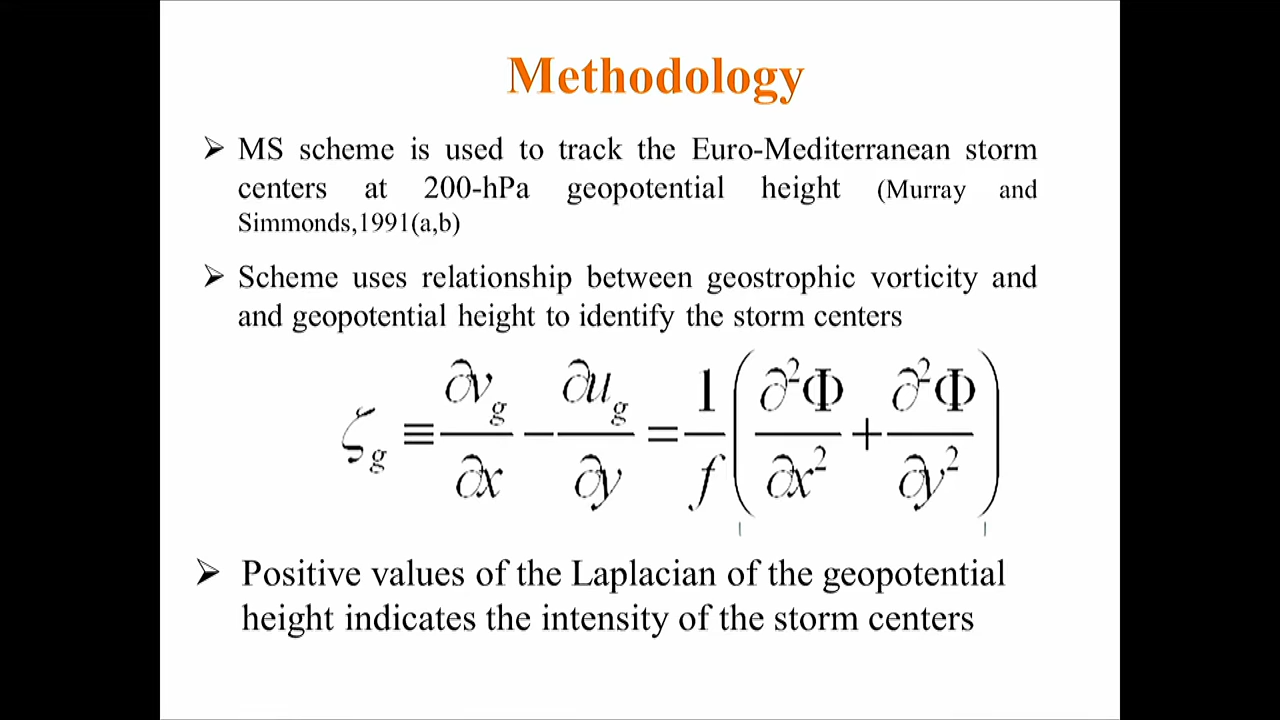 Methodology
➢ MS scheme is used to track the Euro-Mediterranean storm
centers at 200-hPa geopotential height (Murray and
Simmonds,1991(a,b)
➢ Scheme uses relationship between geostrophic vorticity and
and geopotential height to identify the storm centers
ζg ≡ ∂vg/∂x − ∂ug/∂y = 1/f (∂²Φ/∂x² + ∂²Φ/∂y²)
➢ Positive values of the Laplacian of the geopotential
height indicates the intensity of the storm centers